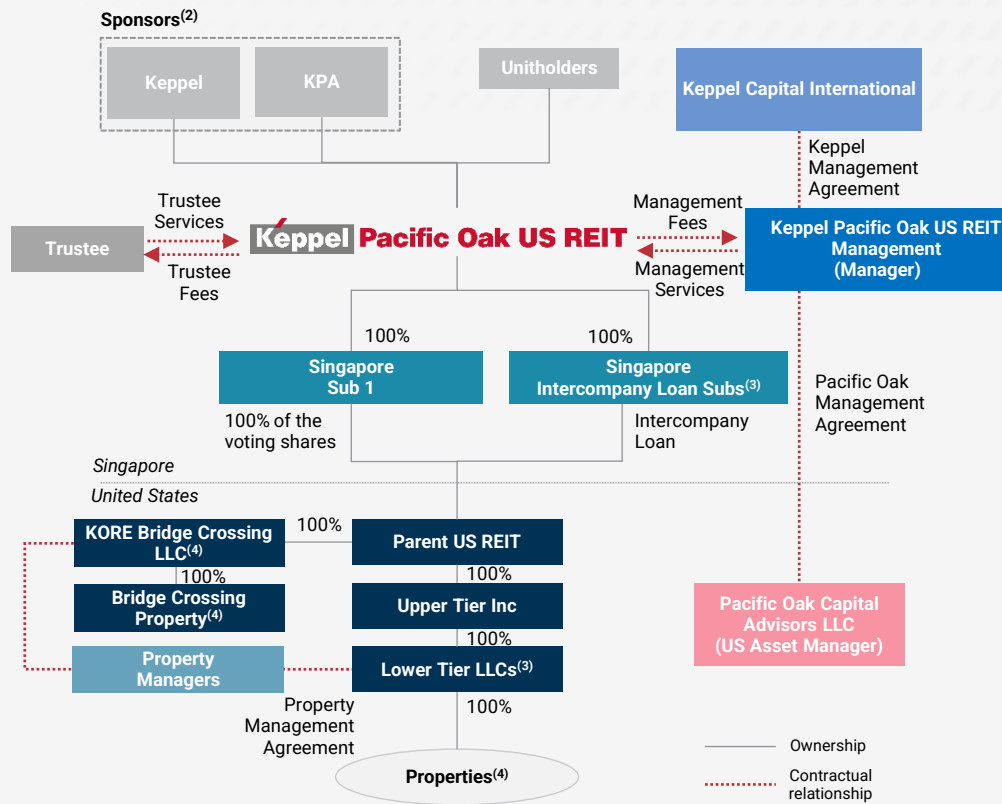 Sponsors(2)
Keppel
KPA
Unitholders
Keppel Capital International
Keppel
Management
Agreement
Trustee
Trustee
Services
Trustee
Fees
Keppel Pacific Oak US REIT
Management
Fees
Management
Services
Keppel Pacific Oak US REIT
Management
(Manager)
100%
100%
Singapore
Sub 1
Singapore
Intercompany Loan Subs(3)
Pacific Oak
Management
Agreement
100% of the
voting shares
Intercompany
Loan
Singapore
United States
KORE Bridge Crossing
LLC(4)
100%
Parent US REIT
100%
100%
Bridge Crossing
Property(4)
Upper Tier Inc
Pacific Oak Capital
Advisors LLC
(US Asset Manager)
100%
Property
Managers
Lower Tier LLCs(3)
Property
Management
Agreement
100%
Properties(4)
Ownership
Contractual
relationship